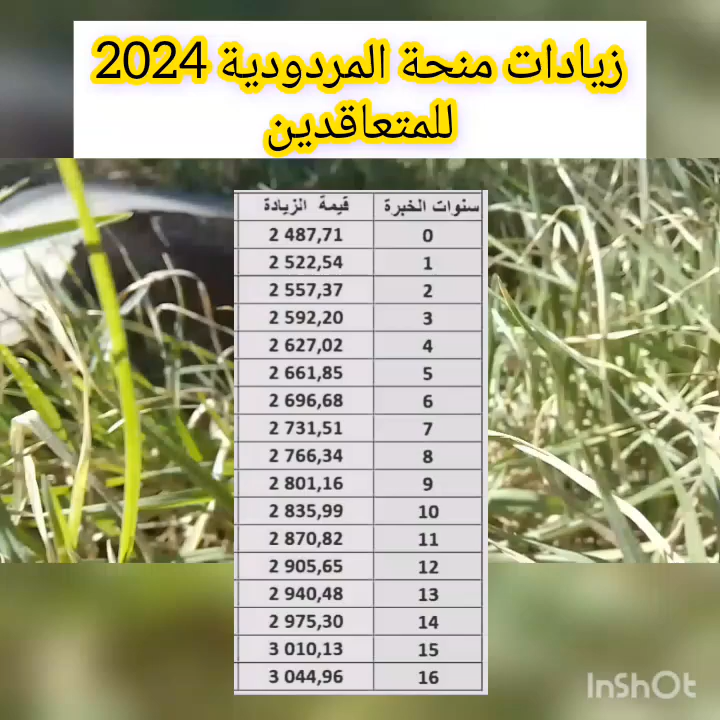 زيادات منحة المردودية 2024
للمتعاقدين
سنوات الخبرة قيمة الزيادة
0 2 487,71
1 2 522,54
2 2 557,37
3 2 592,20
4 2 627,02
5 2 661,85
6 2 696,68
7 2 731,51
8 2 766,34
9 2 801,16
10 2 835,99
11 2 870,82
12 2 905,65
13 2 940,48
14 2 975,30
15 3 010,13
16 3 044,96
InShOt